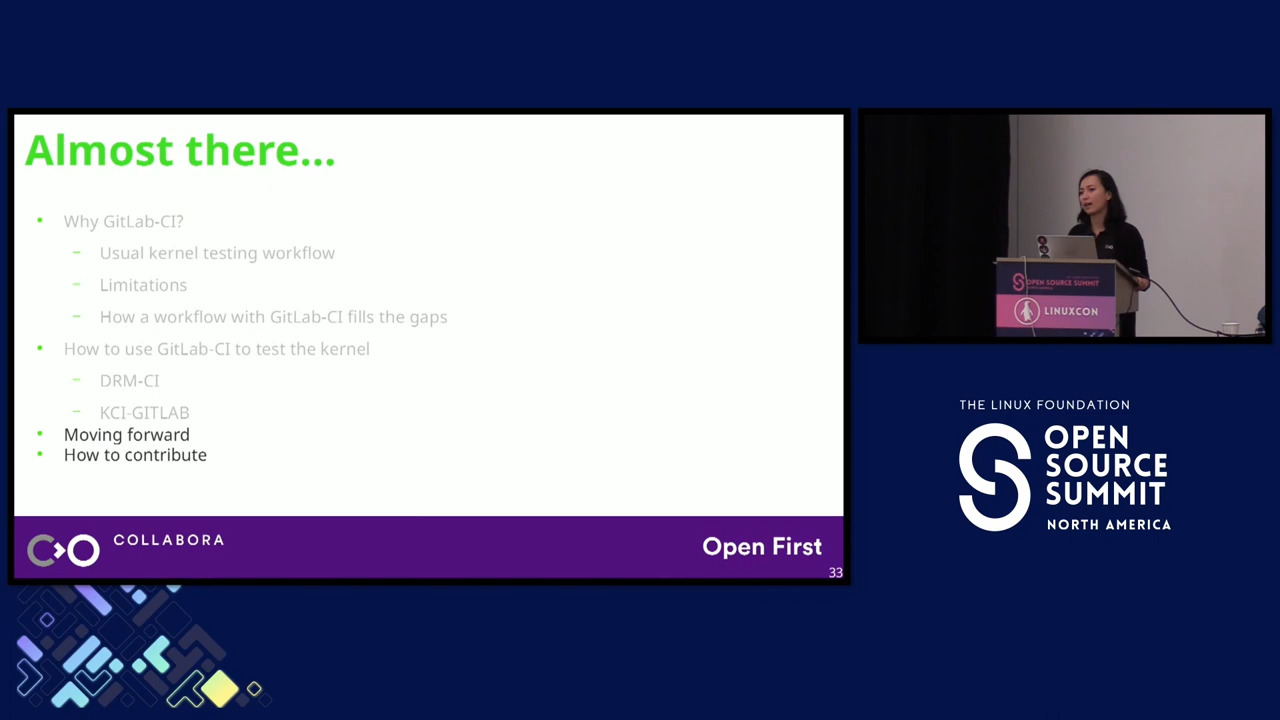 Almost there...
Why GitLab-CI?
Usual kernel testing workflow
Limitations
How a workflow with GitLab-CI fills the gaps
How to use GitLab-CI to test the kernel
DRM-CI
KCI-GITLAB
Moving forward
How to contribute
COLLABORA
Open First
33
OPEN SOURCE SUMMIT
LINUXCON
THE LINUX FOUNDATION
OPEN
SOURCE
SUMMIT
NORTH AMERICA